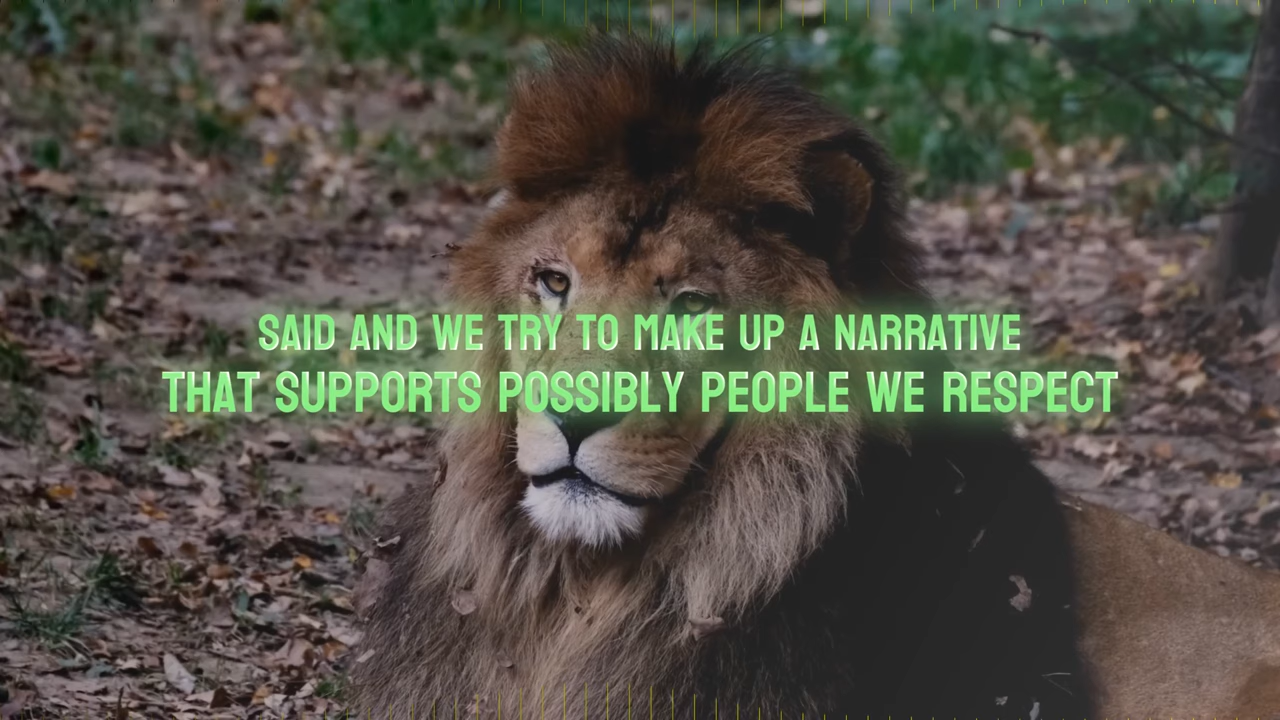 SAID AND WE TRY TO MAKE UP A NARRATIVE
THAT SUPPORTS POSSIBLY PEOPLE WE RESPECT